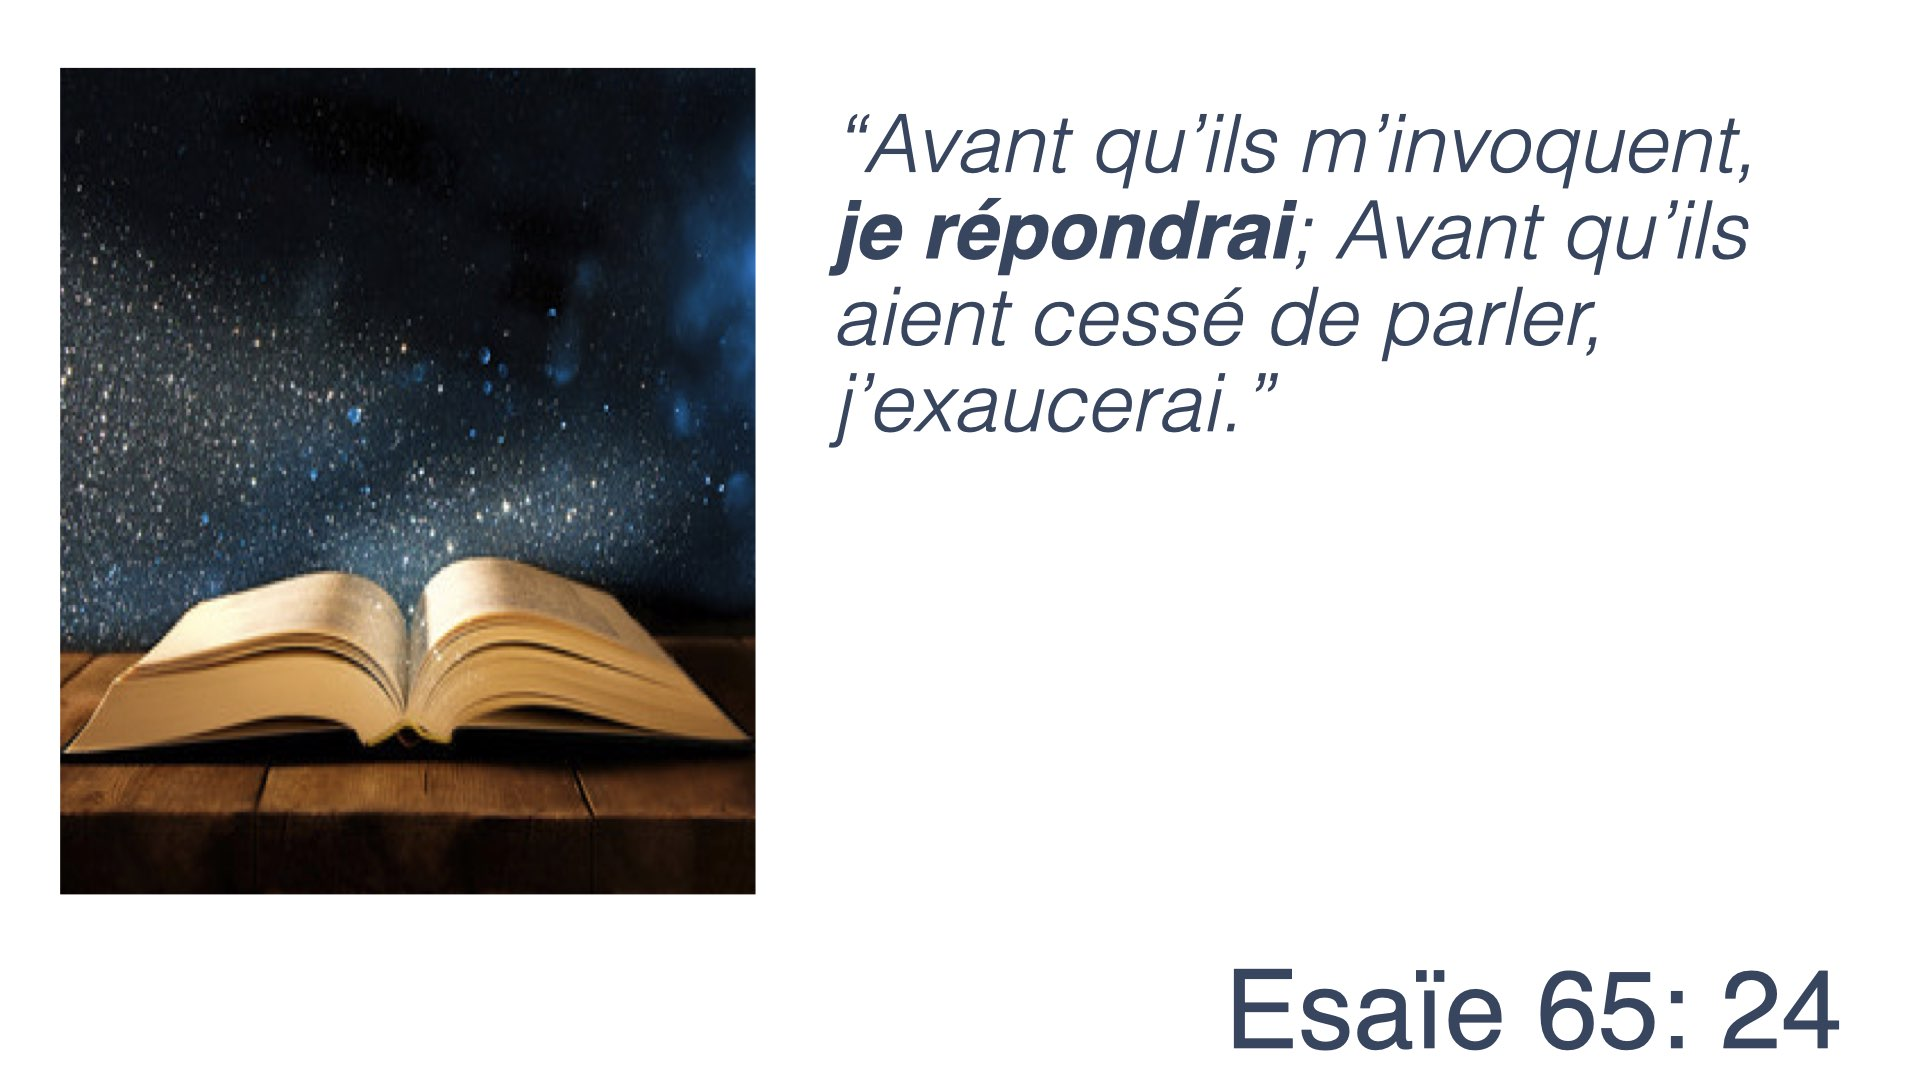 “Avant qu’ils m’invoquent,
je répondrai; Avant qu’ils
aient cessé de parler,
j’exaucerai.”
Esaïe 65: 24